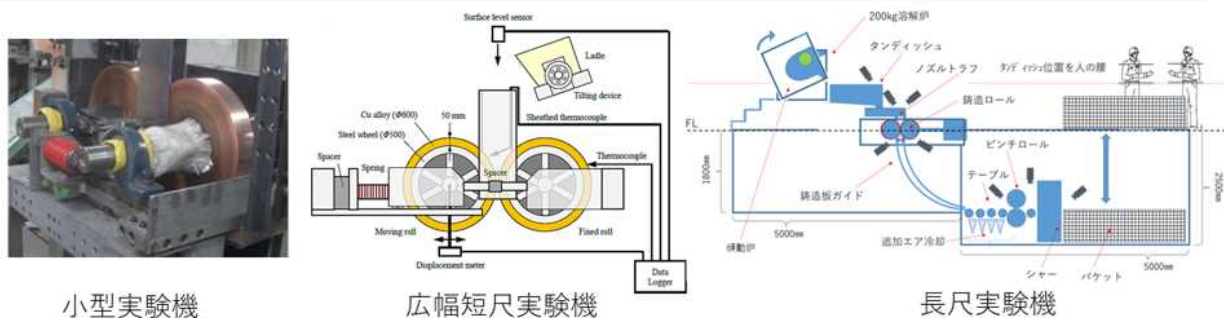 小型実験機
Surface level sensor
Ladle
Tilting device
Cu alloy (Φ600)
50 mm
Steel wheel (Φ500)
Sheathed thermocouple
Spacer
Spring
Spacer
Thermocouple
Moving roll
Fixed roll
Displacement meter
Data
Logger
広幅短尺実験機
200kg溶解炉
タンディッシュ
ノズルトラフ
タンディッシュ位置を人の腰
鋳造ロール
FL
ピンチロール
テーブル
1800mm
2500mm
鋳造板ガイド
5000mm
追加エア冷却
傾動炉
シャー
バケット
5000mm
長尺実験機